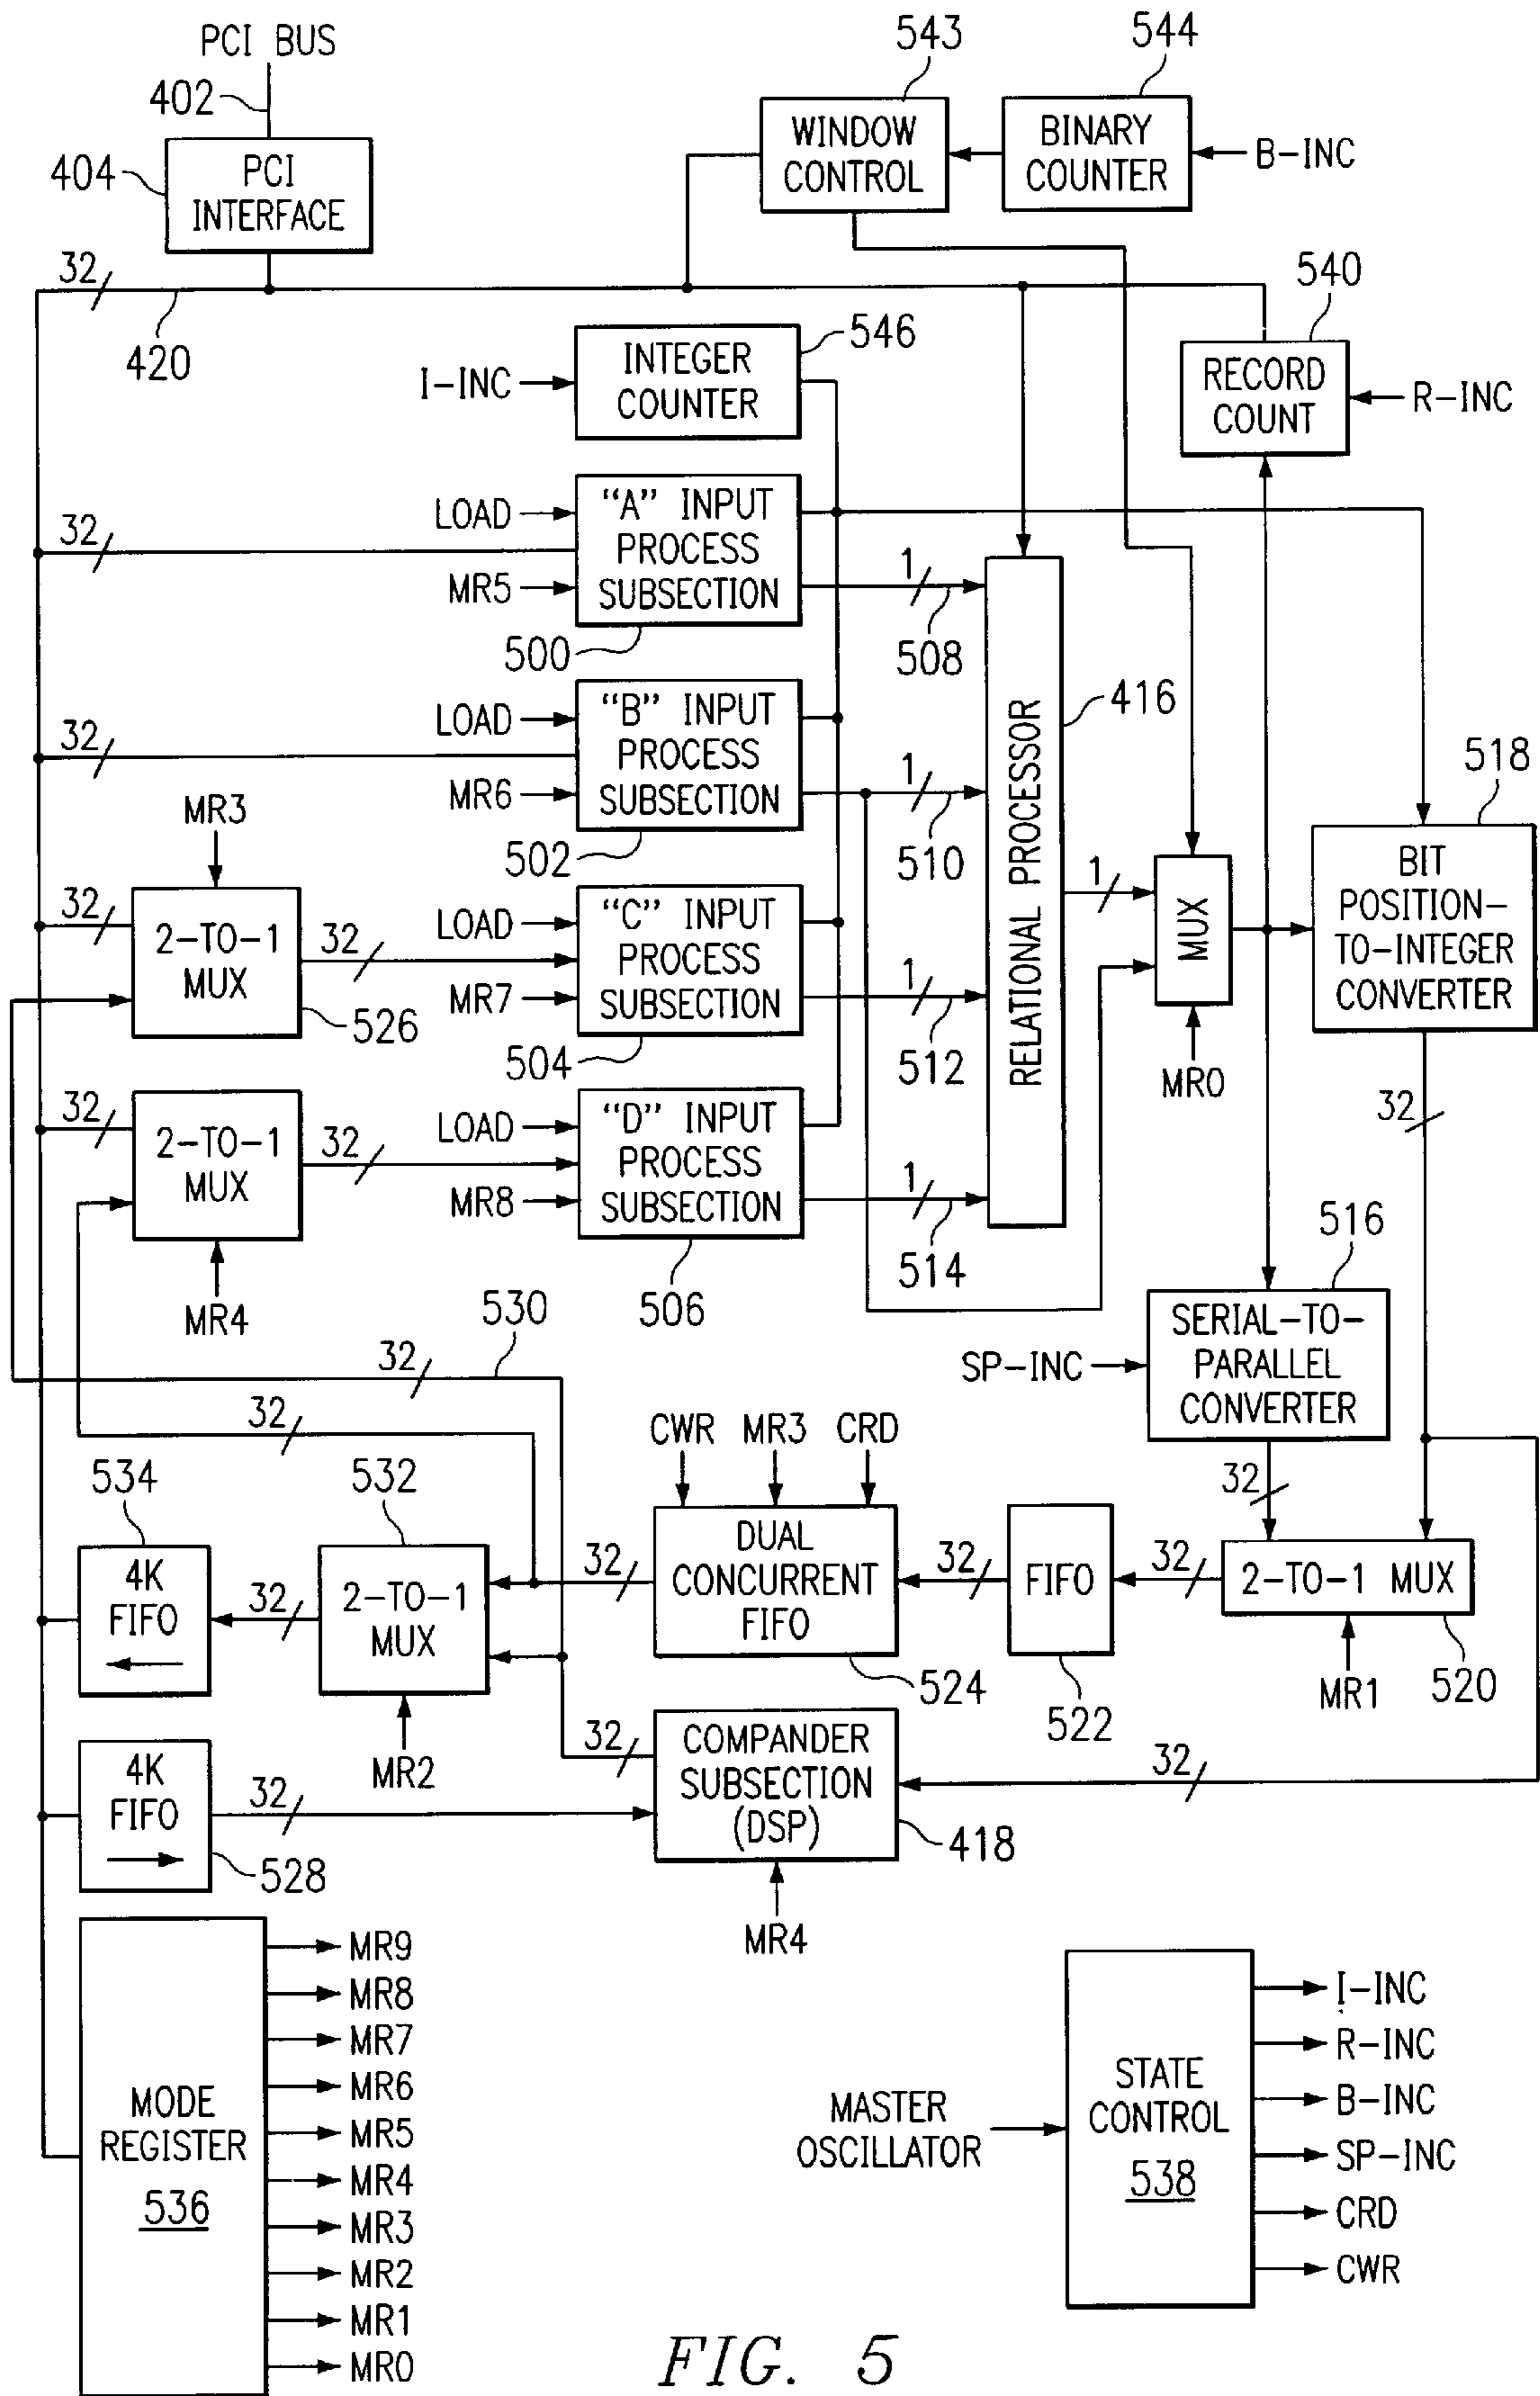 PCI BUS
402
404
PCI
INTERFACE
543
544
WINDOW
CONTROL
BINARY
COUNTER
B-INC
32
420
540
546
INTEGER
COUNTER
I-INC
RECORD
COUNT
R-INC
LOAD
"A" INPUT
PROCESS
SUBSECTION
32
MR5
1
500
508
LOAD
"B" INPUT
PROCESS
SUBSECTION
32
MR6
1
502
510
416
RELATIONAL PROCESSOR
518
MR3
32
2-TO-1
MUX
32
526
LOAD
"C" INPUT
PROCESS
SUBSECTION
MR7
1
504
512
1
MUX
MR0
BIT
POSITION-
TO-INTEGER
CONVERTER
32
32
2-TO-1
MUX
32
MR4
LOAD
"D" INPUT
PROCESS
SUBSECTION
MR8
1
506
514
516
530
32
32
SP-INC
SERIAL-TO-
PARALLEL
CONVERTER
32
CWR
MR3
CRD
534
532
4K
FIFO
32
2-TO-1
MUX
32
DUAL
CONCURRENT
FIFO
32
FIFO
32
2-TO-1 MUX
524
522
MR1
520
MR2
4K
FIFO
32
528
32
COMPANDER
SUBSECTION
(DSP)
32
418
MR4
MODE
REGISTER
536
MR9
MR8
MR7
MR6
MR5
MR4
MR3
MR2
MR1
MR0
MASTER
OSCILLATOR
STATE
CONTROL
538
I-INC
R-INC
B-INC
SP-INC
CRD
CWR
FIG. 5